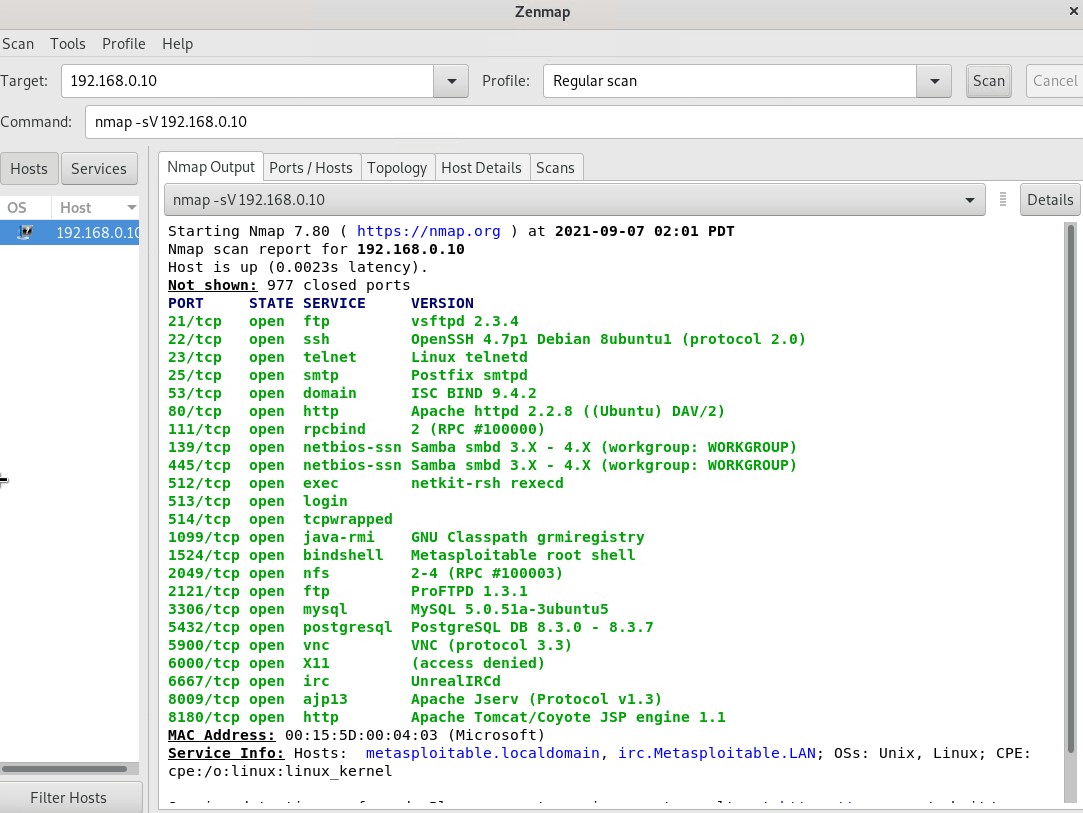 Zenmap
Scan Tools Profile Help
Target: 192.168.0.10 Profile: Regular scan Scan Cancel
Command: nmap -sV 192.168.0.10
Hosts Services
Nmap Output Ports / Hosts Topology Host Details Scans
OS Host
nmap -sV 192.168.0.10 Details
192.168.0.10
Starting Nmap 7.80 ( https://nmap.org ) at 2021-09-07 02:01 PDT
Nmap scan report for 192.168.0.10
Host is up (0.0023s latency).
Not shown: 977 closed ports
PORT STATE SERVICE VERSION
21/tcp open ftp vsftpd 2.3.4
22/tcp open ssh OpenSSH 4.7p1 Debian 8ubuntu1 (protocol 2.0)
23/tcp open telnet Linux telnetd
25/tcp open smtp Postfix smtpd
53/tcp open domain ISC BIND 9.4.2
80/tcp open http Apache httpd 2.2.8 ((Ubuntu) DAV/2)
111/tcp open rpcbind 2 (RPC #100000)
139/tcp open netbios-ssn Samba smbd 3.X - 4.X (workgroup: WORKGROUP)
445/tcp open netbios-ssn Samba smbd 3.X - 4.X (workgroup: WORKGROUP)
512/tcp open exec netkit-rsh rexecd
513/tcp open login
514/tcp open tcpwrapped
1099/tcp open java-rmi GNU Classpath grmiregistry
1524/tcp open bindshell Metasploitable root shell
2049/tcp open nfs 2-4 (RPC #100003)
2121/tcp open ftp ProFTPD 1.3.1
3306/tcp open mysql MySQL 5.0.51a-3ubuntu5
5432/tcp open postgresql PostgreSQL DB 8.3.0 - 8.3.7
5900/tcp open vnc VNC (protocol 3.3)
6000/tcp open X11 (access denied)
6667/tcp open irc UnrealIRCd
8009/tcp open ajp13 Apache Jserv (Protocol v1.3)
8180/tcp open http Apache Tomcat/Coyote JSP engine 1.1
MAC Address: 00:15:5D:00:04:03 (Microsoft)
Service Info: Hosts: metasploitable.localdomain, irc.Metasploitable.LAN; OSs: Unix, Linux; CPE:
cpe:/o:linux:linux_kernel
Filter Hosts